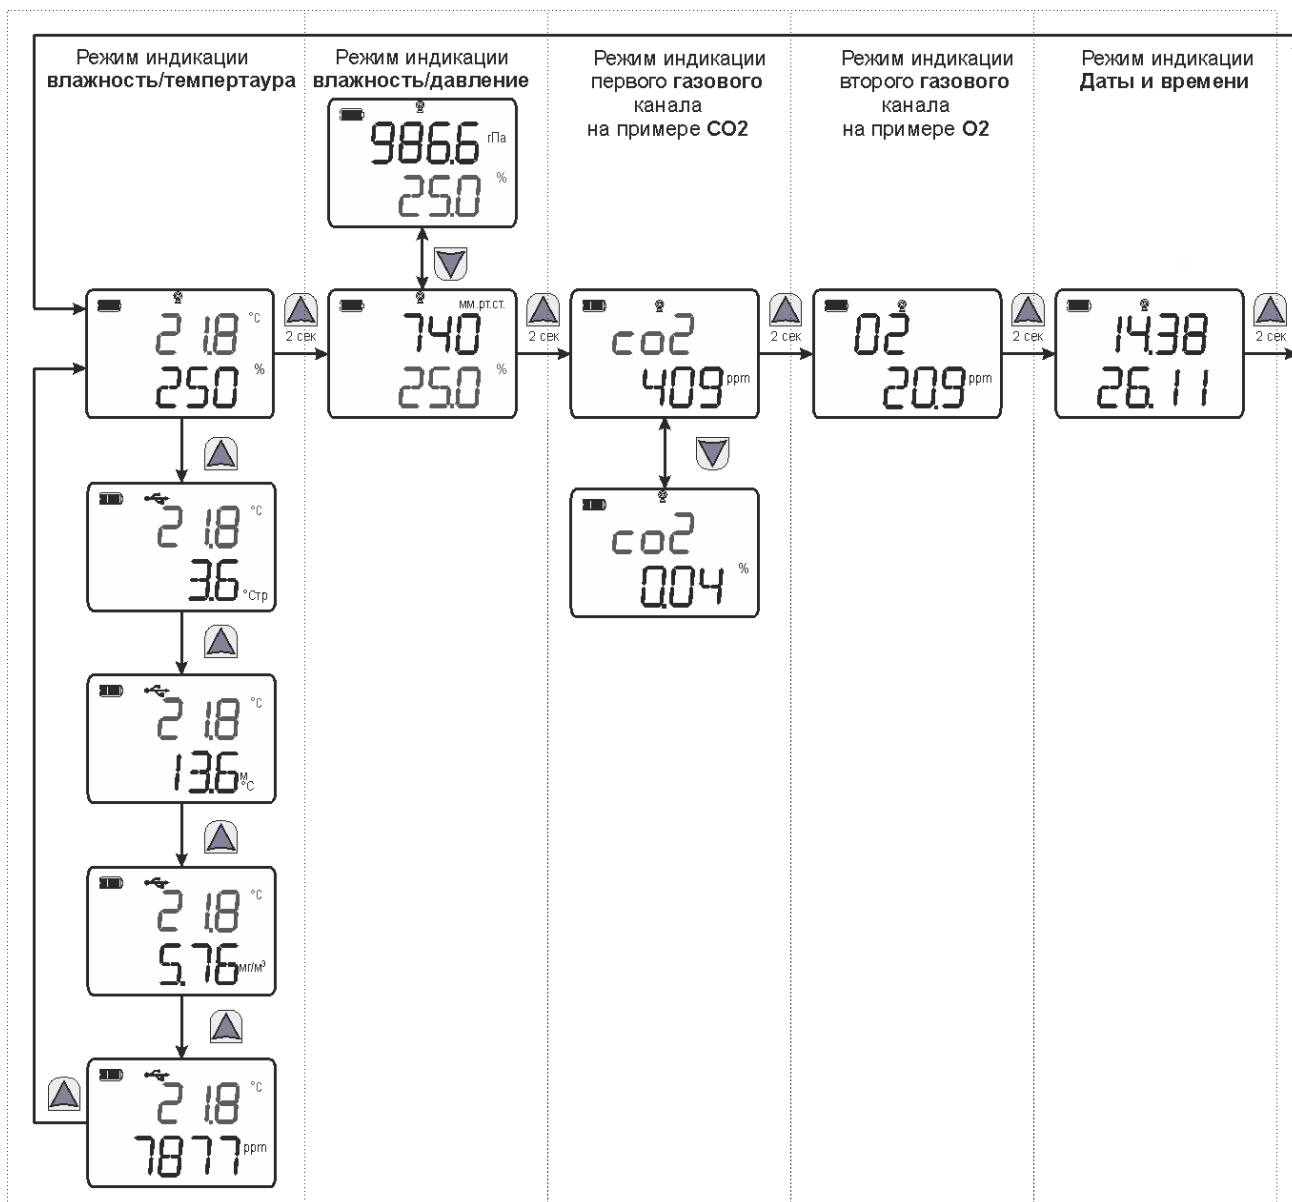 Режим индикации
влажность/темпертаура
Режим индикации
влажность/давление
Режим индикации
первого газового
канала
на примере CO2
Режим индикации
второго газового
канала
на примере O2
Режим индикации
Даты и времени
986.6 гПа
25.0 %
21.8 °C
250 %
2 сек
мм.рт.ст.
740
25.0 %
2 сек
co2
409 ppm
2 сек
02
20.9 ppm
2 сек
14.38
26.11
2 сек
21.8 °C
3.6 °Cтр
co2
0.04 %
21.8 °C
13.6 м °C
21.8 °C
5.76 мг/м³
21.8 °C
7877 ppm